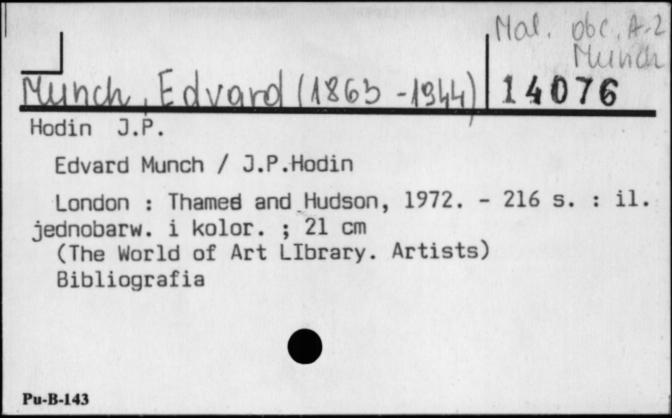 Mal. obc. A-Z
Munch
Munch, Edvard (1863 - 1944) 14076
Hodin J.P.
Edvard Munch / J.P.Hodin
London : Thames and Hudson, 1972. - 216 s. : il.
jednobarw. i kolor. ; 21 cm
(The World of Art LIbrary. Artists)
Bibliografia
Pu-B-143